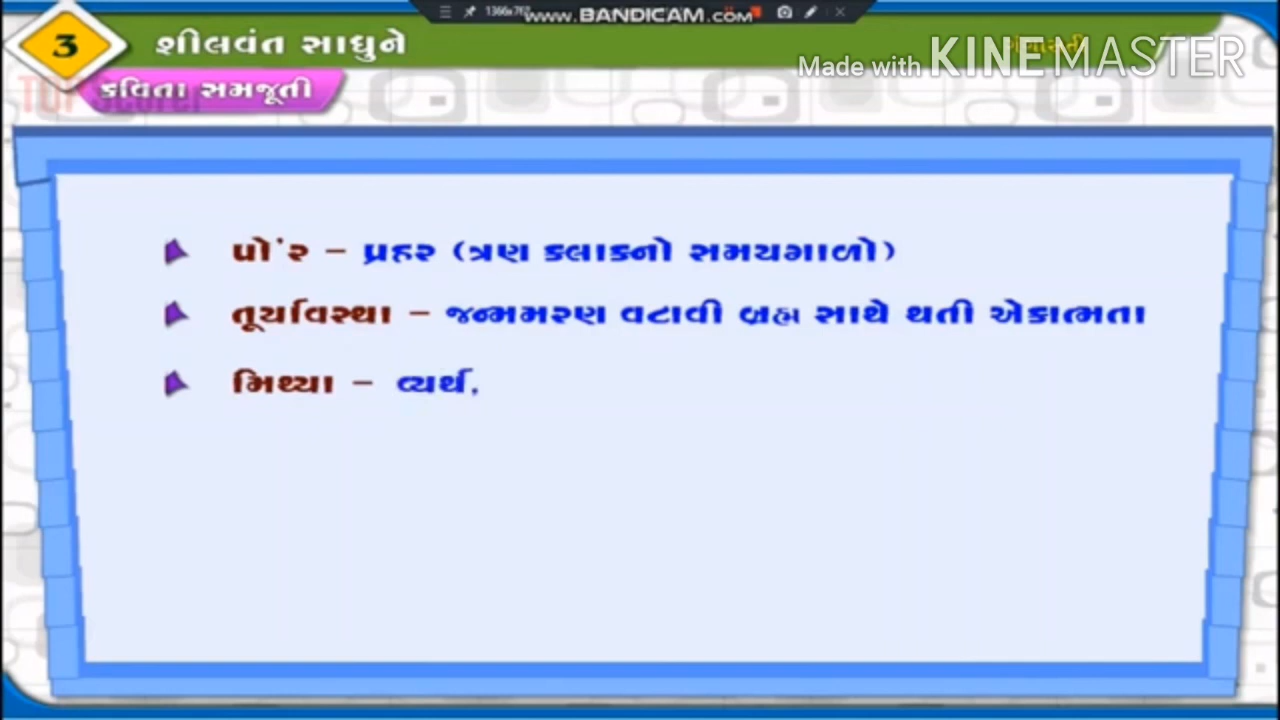 1366x768
www.BANDICAM.COM
3 શીલવંત સાધુને
Made with KINEMASTER
કવિતા સમજૂતી
પો'ર – પ્રહર (ત્રણ કલાકનો સમયગાળો)
તૂર્યાવસ્થા – જન્મમરણ વટાવી બ્રહ્મ સાથે થતી એકાત્મતા
મિથ્યા – વ્યર્થ.